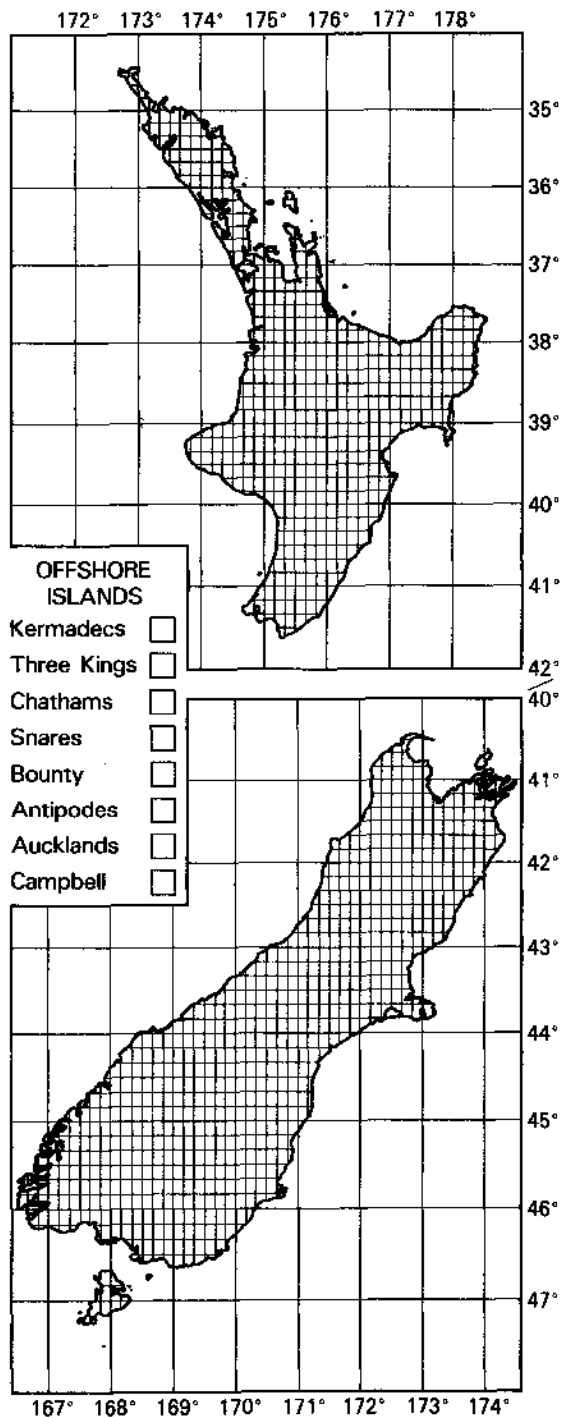 172° 173° 174° 175° 176° 177° 178°
35°
36°
37°
38°
39°
40°
41°
42°
OFFSHORE
ISLANDS
Kermadecs
Three Kings
Chathams
Snares
Bounty
Antipodes
Aucklands
Campbell
40°
41°
42°
43°
44°
45°
46°
47°
167° 168° 169° 170° 171° 172° 173° 174°